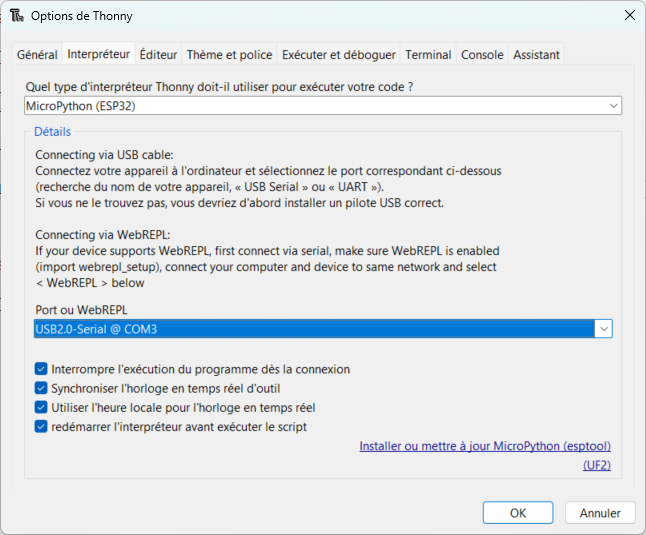 Options de Thonny
Général Interpréteur Éditeur Thème et police Exécuter et déboguer Terminal Console Assistant
Quel type d'interpréteur Thonny doit-il utiliser pour exécuter votre code ?
MicroPython (ESP32)
Détails
Connecting via USB cable:
Connectez votre appareil à l'ordinateur et sélectionnez le port correspondant ci-dessous
(recherche du nom de votre appareil, « USB Serial » ou « UART »).
Si vous ne le trouvez pas, vous devriez d'abord installer un pilote USB correct.
Connecting via WebREPL:
If your device supports WebREPL, first connect via serial, make sure WebREPL is enabled
(import webrepl_setup), connect your computer and device to same network and select
< WebREPL > below
Port ou WebREPL
USB2.0-Serial @ COM3
Interrompre l'exécution du programme dès la connexion
Synchroniser l'horloge en temps réel d'outil
Utiliser l'heure locale pour l'horloge en temps réel
redémarrer l'interpréteur avant exécuter le script
Installer ou mettre à jour MicroPython (esptool)
(UF2)
OK Annuler